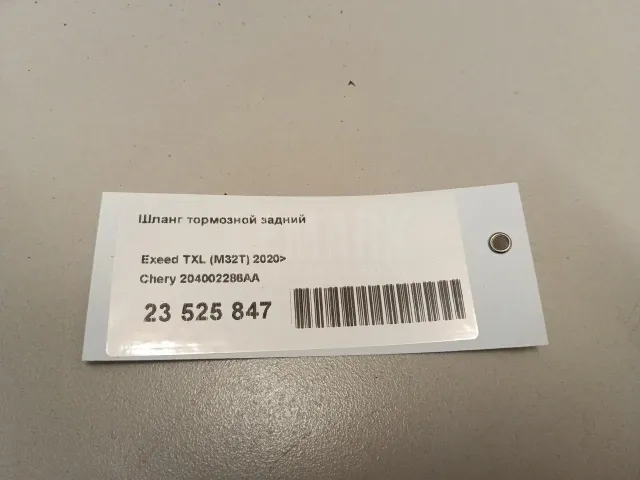 Шланг тормозной задний
Exeed TXL (M32T) 2020>
Chery 204002286AA
23 525 847